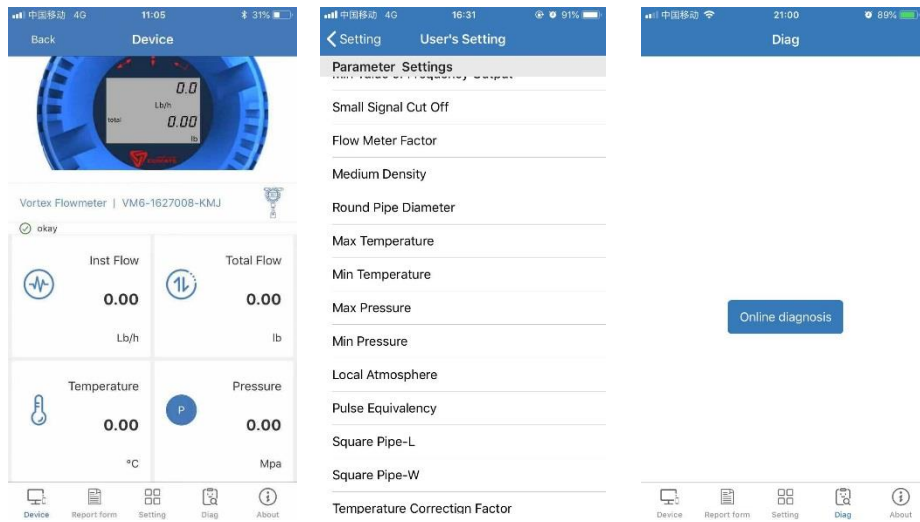 中国移动 4G 11:05 31%
Back Device
0.0
Lb/h
total 0.00
lb
Vortex Flowmeter | VM6-1627008-KMJ
okay
Inst Flow
0.00
Lb/h
Total Flow
0.00
lb
Temperature
0.00
°C
P
Pressure
0.00
Mpa
Device Report form Setting Diag About
中国移动 4G 16:31 91%
Setting User's Setting
Parameter Settings
Min Value of Frequency Output
Small Signal Cut Off
Flow Meter Factor
Medium Density
Round Pipe Diameter
Max Temperature
Min Temperature
Max Pressure
Min Pressure
Local Atmosphere
Pulse Equivalency
Square Pipe-L
Square Pipe-W
Temperature Correction Factor
中国移动 21:00 89%
Diag
Online diagnosis
Device Report form Setting Diag About